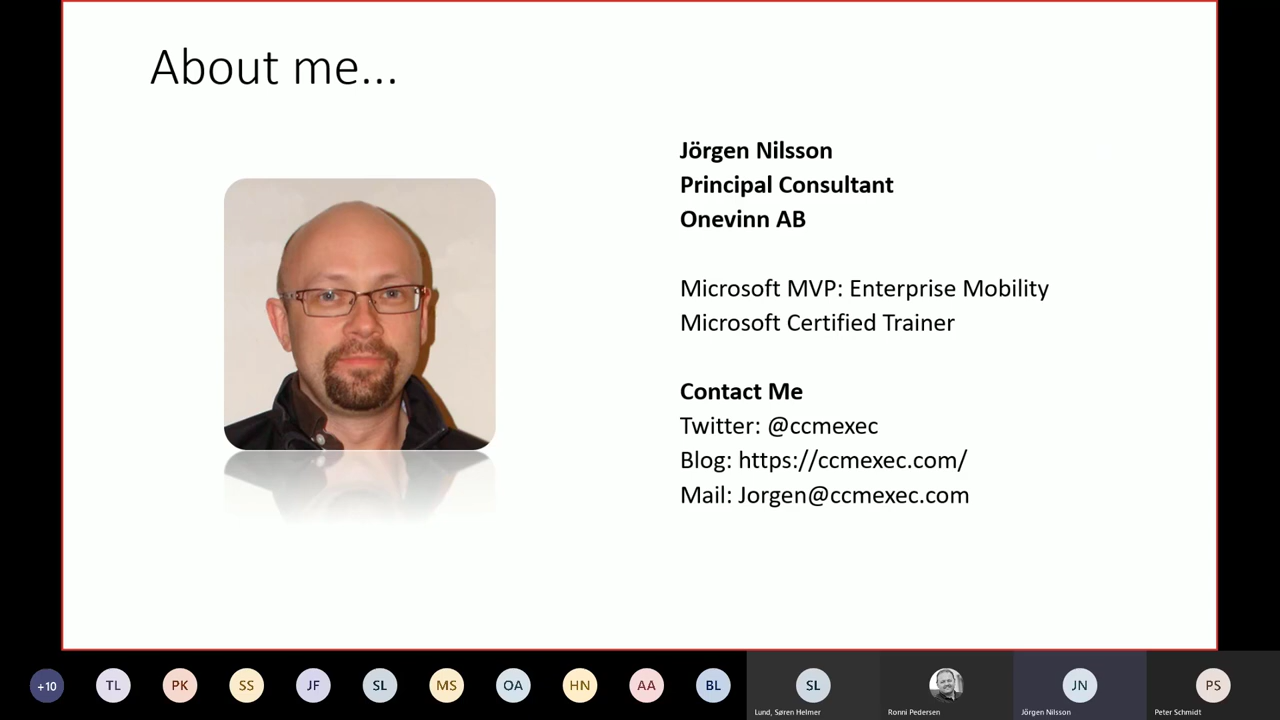 About me...
Jörgen Nilsson
Principal Consultant
Onevinn AB
Microsoft MVP: Enterprise Mobility
Microsoft Certified Trainer
Contact Me
Twitter: @ccmexec
Blog: https://ccmexec.com/
Mail: Jorgen@ccmexec.com
+10 TL PK SS JF SL MS OA HN AA BL SL JN PS
Lund, Søren Helmer Ronni Pedersen Jörgen Nilsson Peter Schmidt